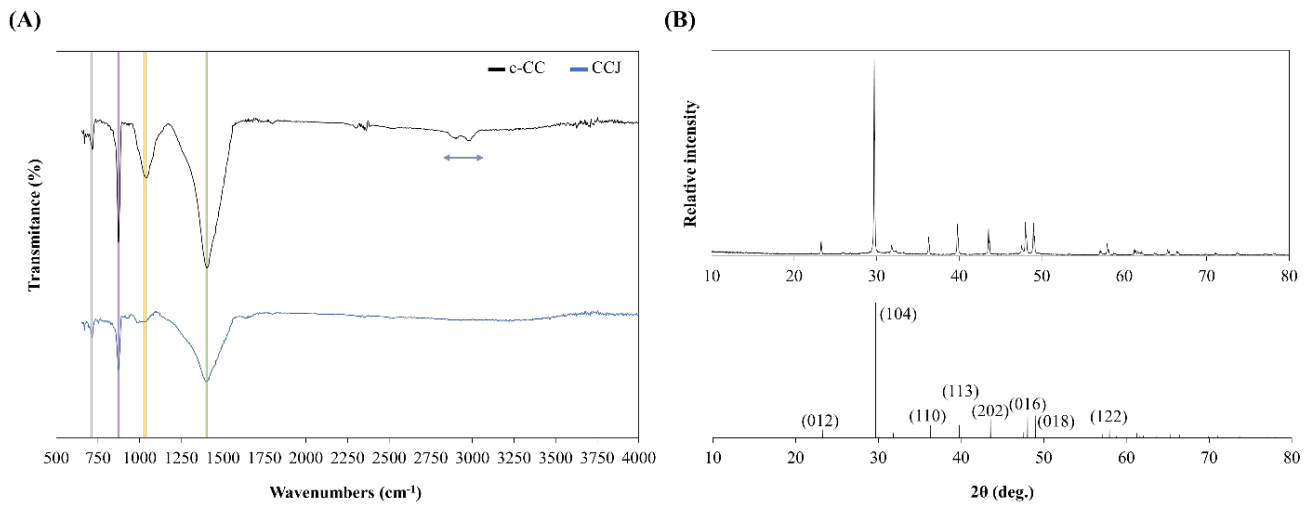 (A)
c-CC CCJ
Transmitance (%)
500 750 1000 1250 1500 1750 2000 2250 2500 2750 3000 3250 3500 3750 4000
Wavenumbers (cm⁻¹)
(B)
Relative intensity
10 20 30 40 50 60 70 80
(104)
(113)
(016)
(202)
(012)
(110)
(018)
(122)
10 20 30 40 50 60 70 80
2θ (deg.)